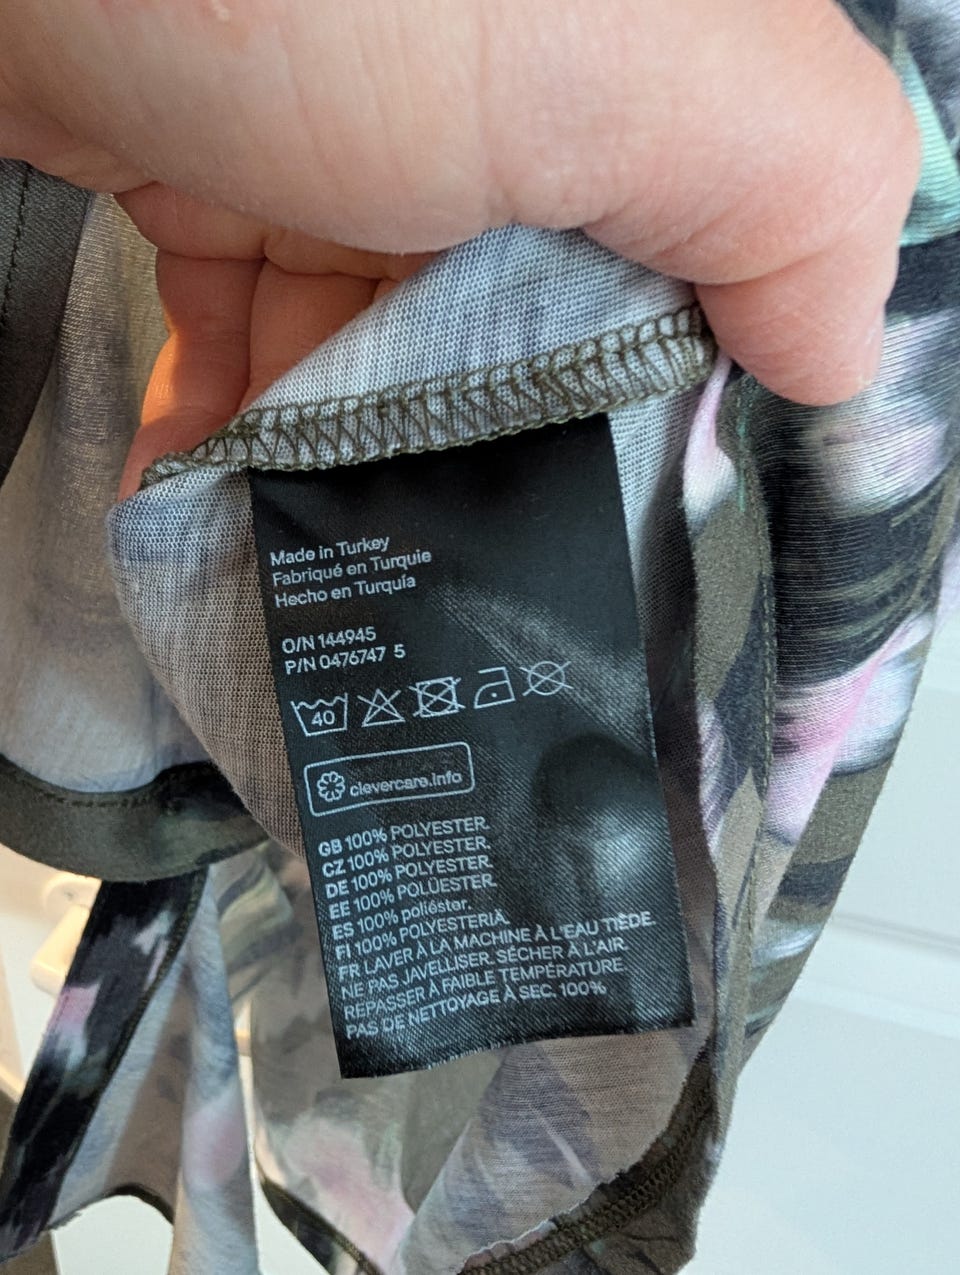 Made in Turkey
Fabriqué en Turquie
Hecho en Turquía
O/N 144945
P/N 0476747 5
40
clevercare.info
GB 100% POLYESTER.
CZ 100% POLYESTER.
DE 100% POLYESTER.
EE 100% POLÜESTER.
ES 100% poliéster.
FI 100% POLYESTERIÄ.
FR LAVER À LA MACHINE À L'EAU TIÈDE.
NE PAS JAVELLISER. SÉCHER À L'AIR.
REPASSER À FAIBLE TEMPÉRATURE.
PAS DE NETTOYAGE À SEC. 100%